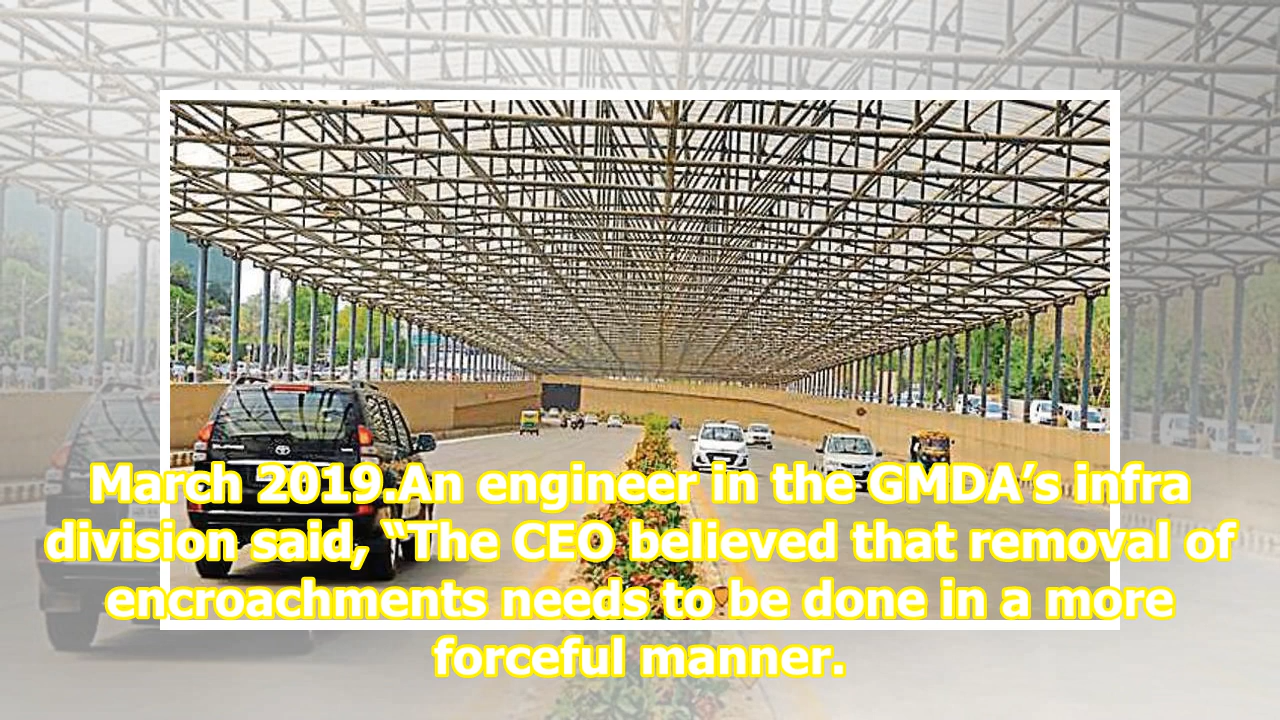 March 2019.An engineer in the GMDA’s infra
division said, “The CEO believed that removal of
encroachments needs to be done in a more
forceful manner.